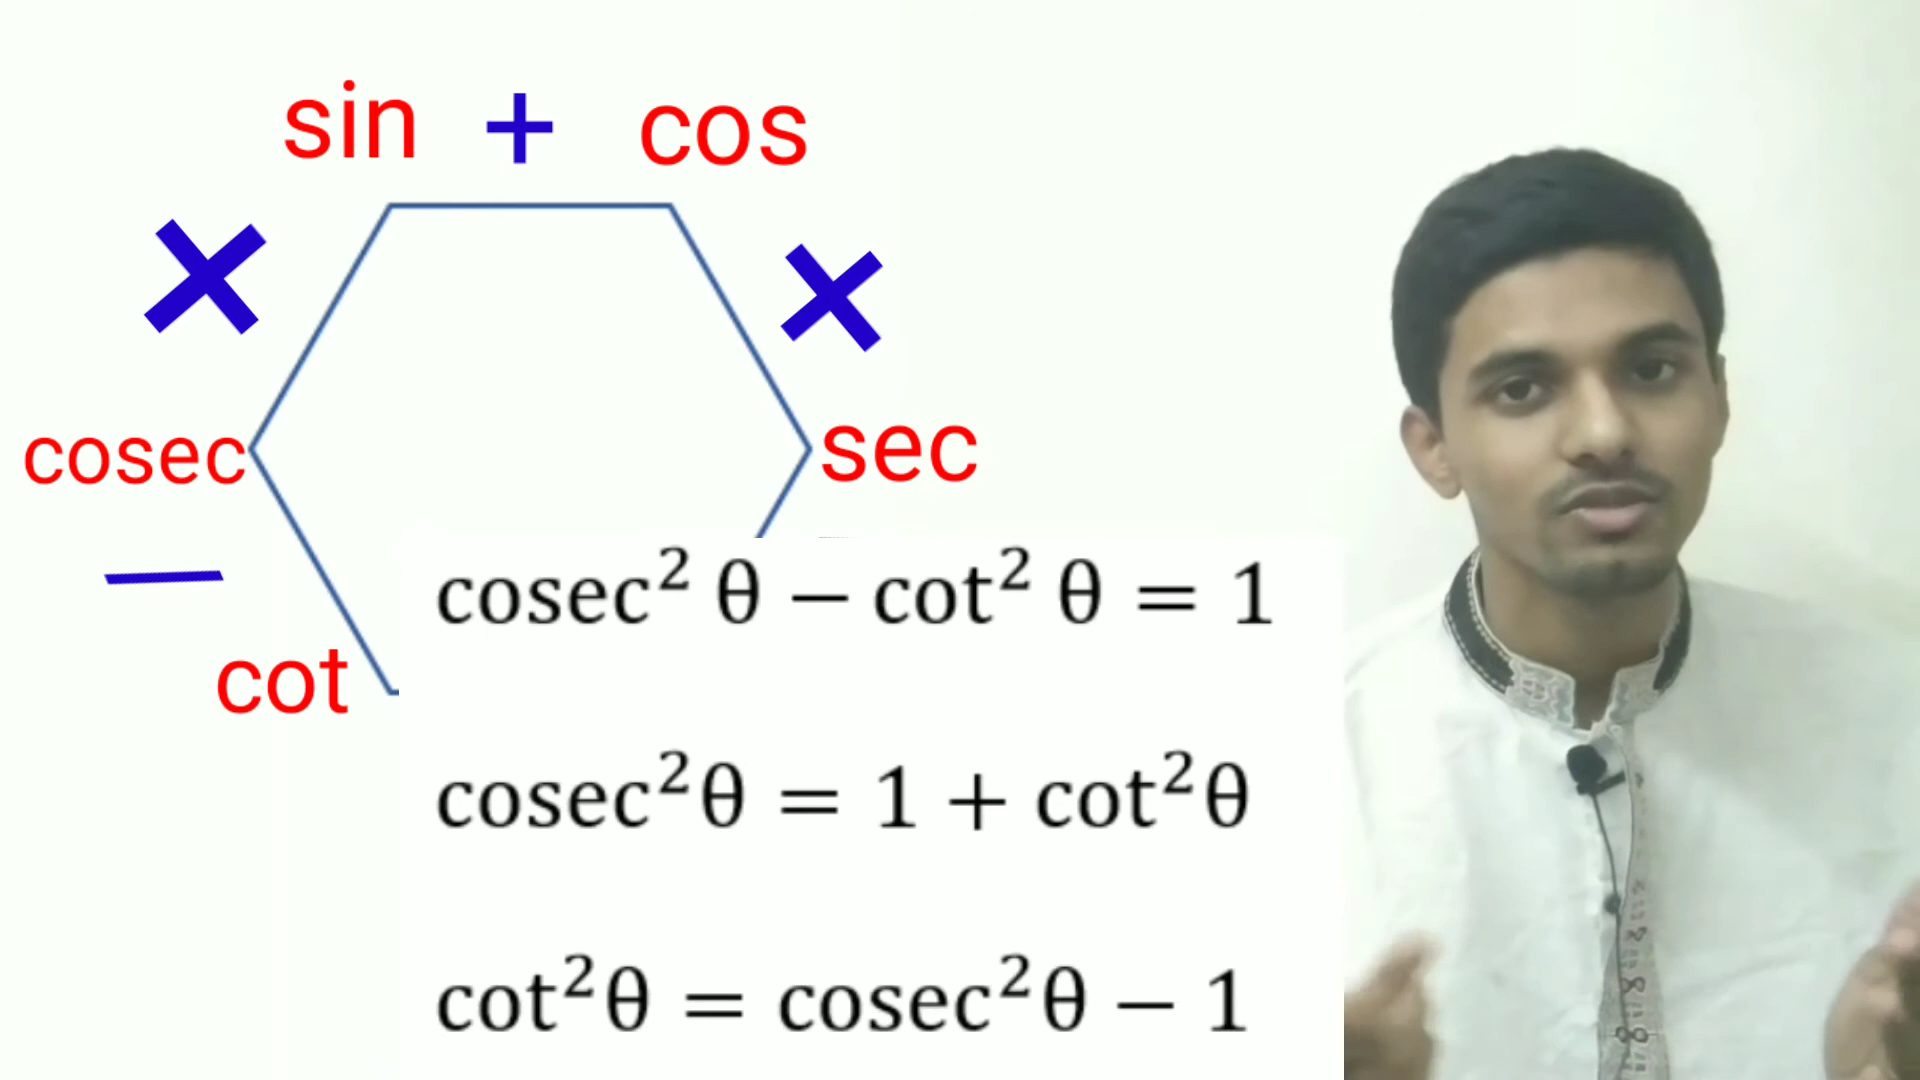 sin + cos
× ×
cosec sec
−
cot
cosec² θ − cot² θ = 1
cosec²θ = 1 + cot²θ
cot²θ = cosec²θ − 1